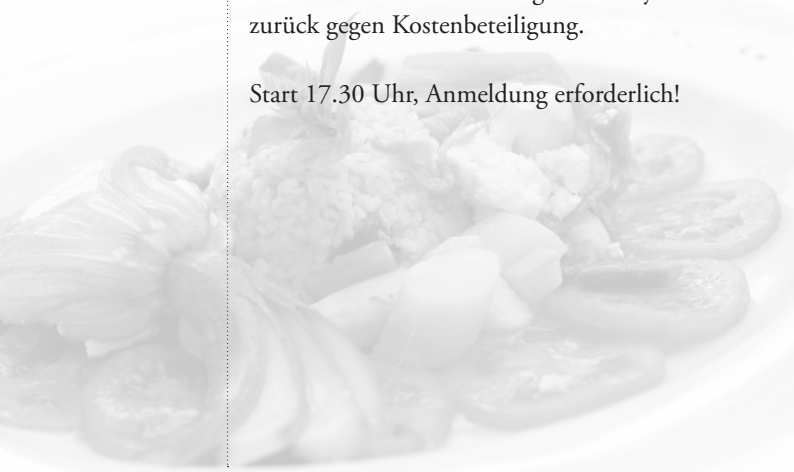 zurück gegen Kostenbeteiligung.
Start 17.30 Uhr, Anmeldung erforderlich!